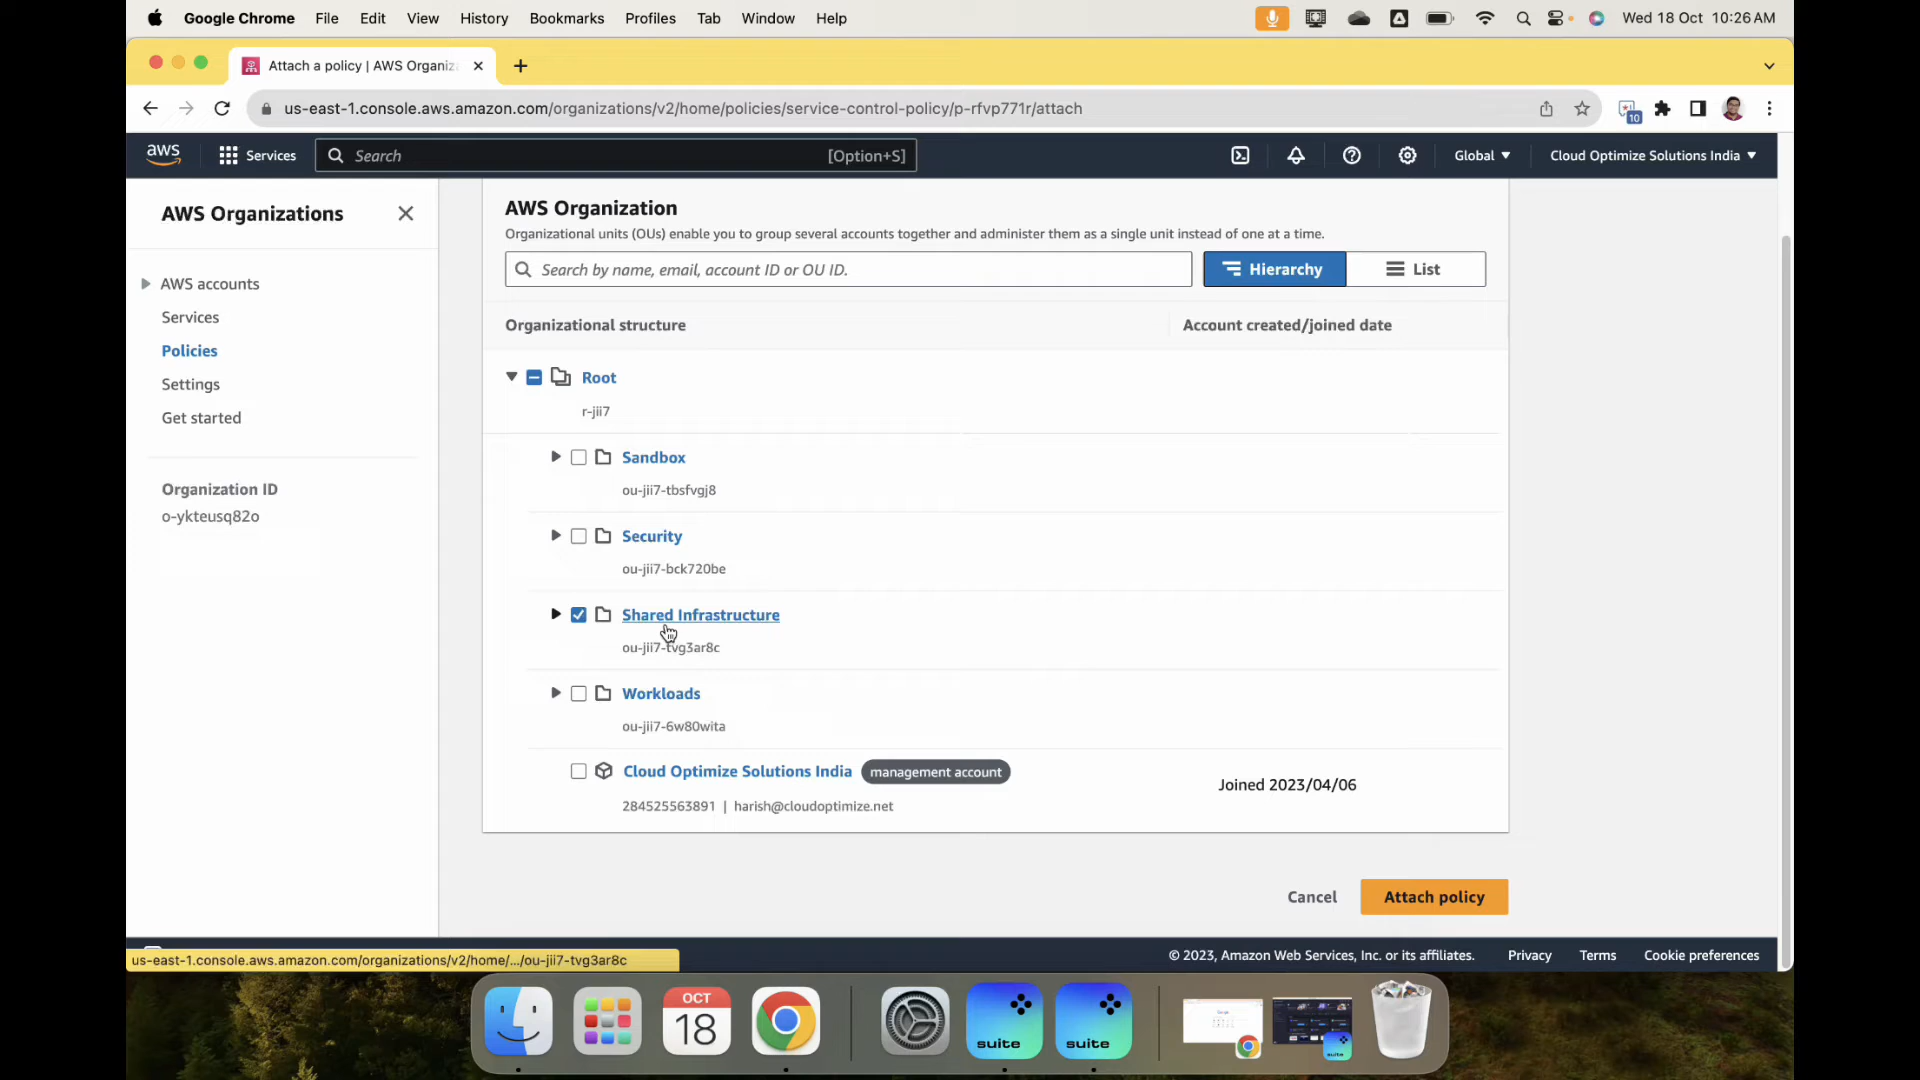 Google Chrome File Edit View History Bookmarks Profiles Tab Window Help Wed 18 Oct 10:26 AM
Attach a policy | AWS Organiz
us-east-1.console.aws.amazon.com/organizations/v2/home/policies/service-control-policy/p-rfvp771r/attach
10
aws Services Search [Option+S] Global Cloud Optimize Solutions India
AWS Organizations
AWS accounts
Services
Policies
Settings
Get started
Organization ID
o-ykteusq82o
AWS Organization
Organizational units (OUs) enable you to group several accounts together and administer them as a single unit instead of one at a time.
Search by name, email, account ID or OU ID. Hierarchy List
Organizational structure Account created/joined date
Root
r-jii7
Sandbox
ou-jii7-tbsfvgj8
Security
ou-jii7-bck720be
Shared Infrastructure
ou-jii7-tvg3ar8c
Workloads
ou-jii7-6w80wita
Cloud Optimize Solutions India management account Joined 2023/04/06
284525563891 | harish@cloudoptimize.net
Cancel Attach policy
us-east-1.console.aws.amazon.com/organizations/v2/home/.../ou-jii7-tvg3ar8c
© 2023, Amazon Web Services, Inc. or its affiliates. Privacy Terms Cookie preferences
OCT
18
suite
suite
suite